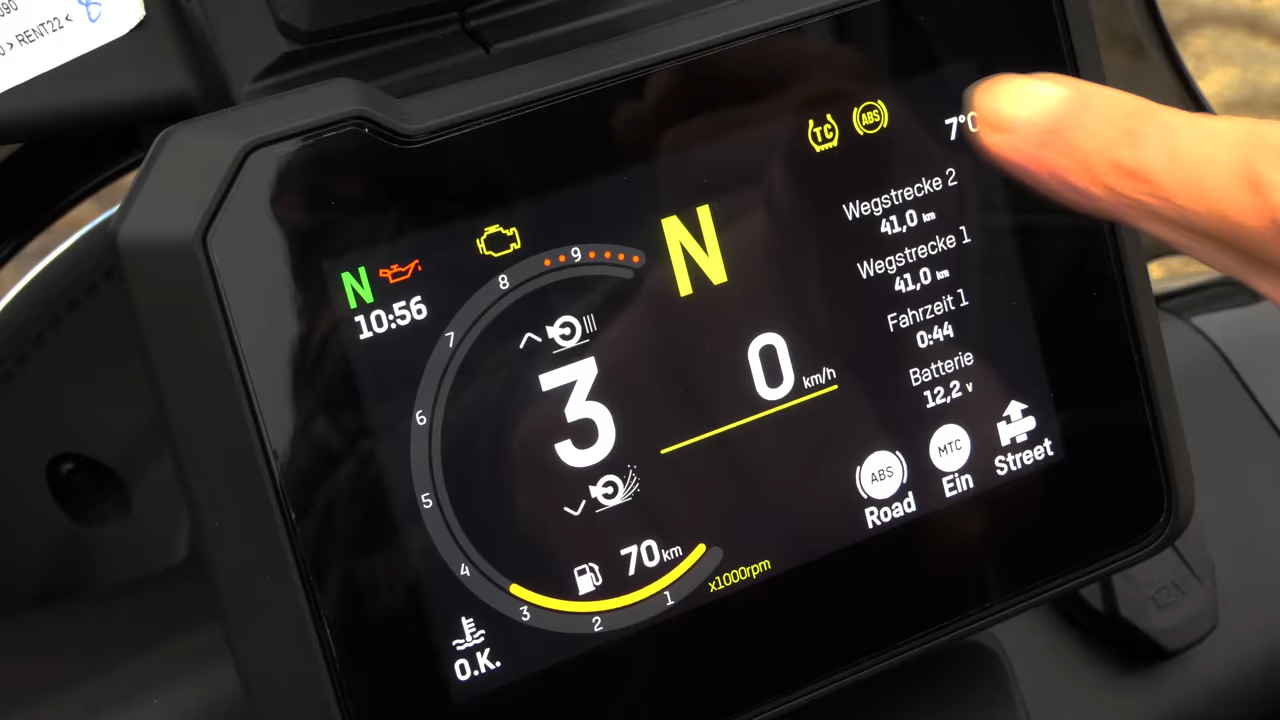 > RENT22 <
8
TC
ABS
7°C
N
10:56
N
Wegstrecke 2
41,0 km
Wegstrecke 1
41,0 km
Fahrzeit 1
0:44
Batterie
12,2 v
9
8
7
6
5
4
3
2
1
3
0 km/h
70 km
x1000rpm
O.K.
ABS
Road
MTC
Ein
Street
12V